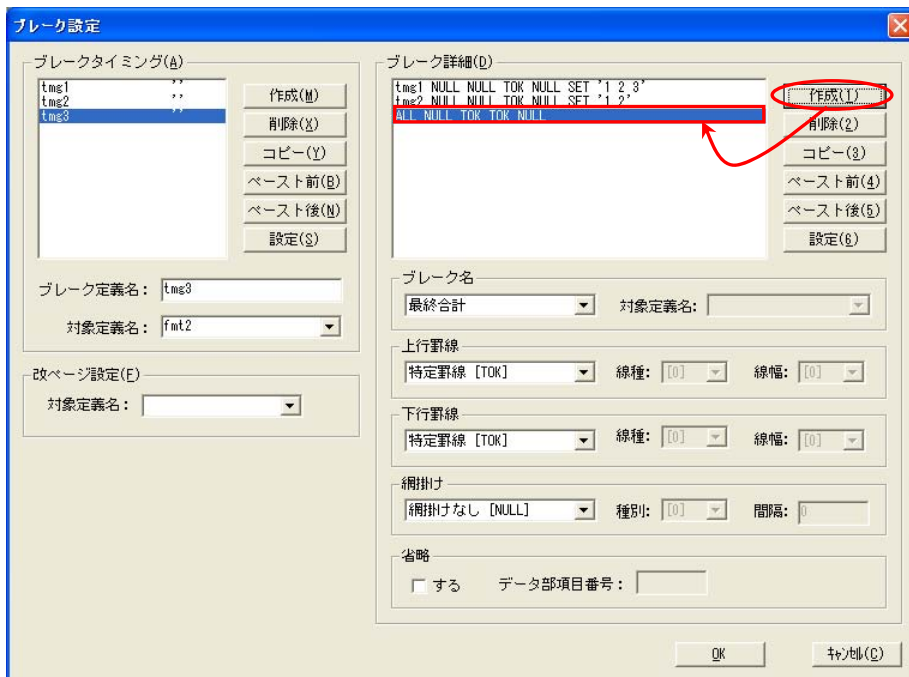 ブレーク設定
ブレークタイミング(A)
tmg1 ''
tmg2 ''
tmg3 ''
作成(M)
削除(X)
コピー(Y)
ペースト前(B)
ペースト後(N)
設定(S)
ブレーク定義名： tmg3
対象定義名： fmt2
改ページ設定(F)
対象定義名：
ブレーク詳細(D)
tmg1 NULL NULL TOK NULL SET '1 2 3'
tmg2 NULL NULL TOK NULL SET '1 2'
ALL NULL TOK TOK NULL
作成(1)
削除(2)
コピー(3)
ペースト前(4)
ペースト後(5)
設定(6)
ブレーク名
最終合計 対象定義名：
上行罫線
特定罫線 [TOK] 線種： [0] 線幅： [0]
下行罫線
特定罫線 [TOK] 線種： [0] 線幅： [0]
網掛け
網掛けなし [NULL] 種別： [0] 間隔： 0
省略
する データ部項目番号：
OK
ｷｬﾝｾﾙ(C)